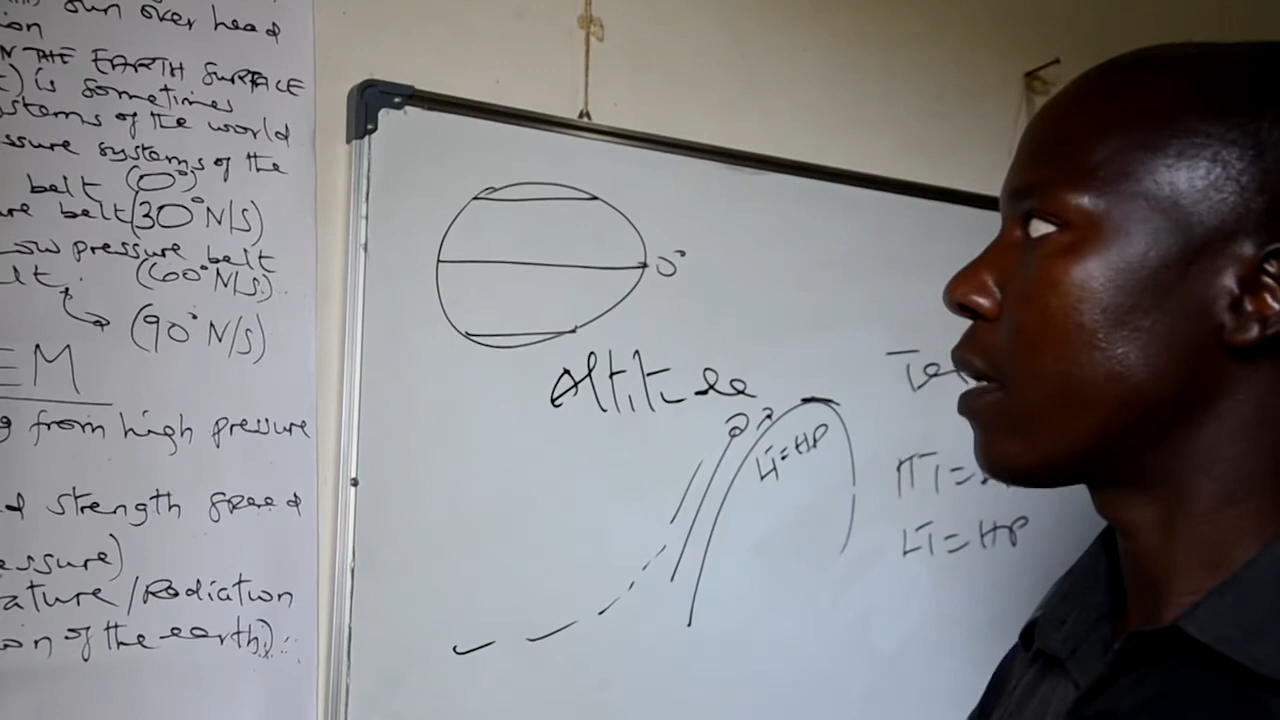 sun over head
ion
N THE EARTH SURFACE
t) is sometimes
stems of the world
ssure systems of the
belt (0°)
re belt (30°N/S)
ow pressure belt
lt. (60°N/S).
(90°N/S)
EM
g from high pressure
d strength speed
essure)
ature/Radiation
on of the earth)
0°
Altitude
LT=HP
Te
HT=
LT=HP